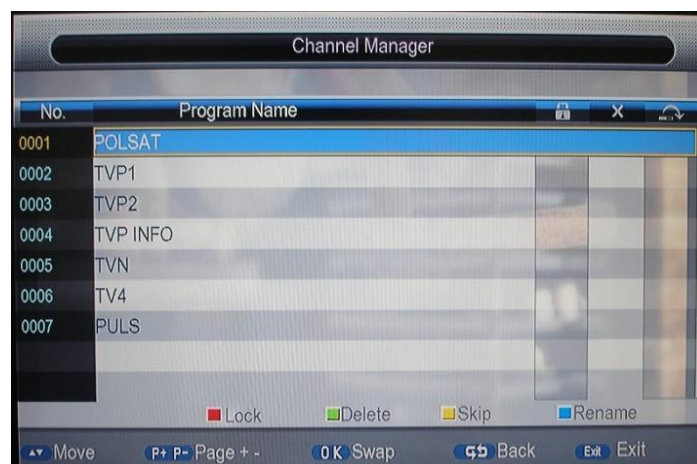 Channel Manager
No. Program Name X
0001 POLSAT
0002 TVP1
0003 TVP2
0004 TVP INFO
0005 TVN
0006 TV4
0007 PULS
Lock Delete Skip Rename
Move P+ P- Page + - OK Swap Back Exit Exit